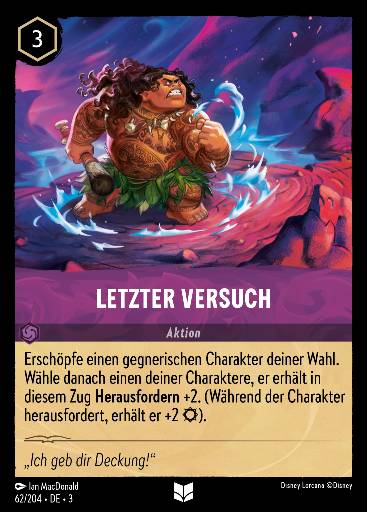 3
LETZTER VERSUCH
Aktion
Erschöpfe einen gegnerischen Charakter deiner Wahl.
Wähle danach einen deiner Charaktere, er erhält in
diesem Zug Herausfordern +2. (Während der Charakter
herausfordert, erhält er +2 ).
„Ich geb dir Deckung!“
Ian MacDonald
Disney Lorcana ©Disney
62/204 • DE • 3